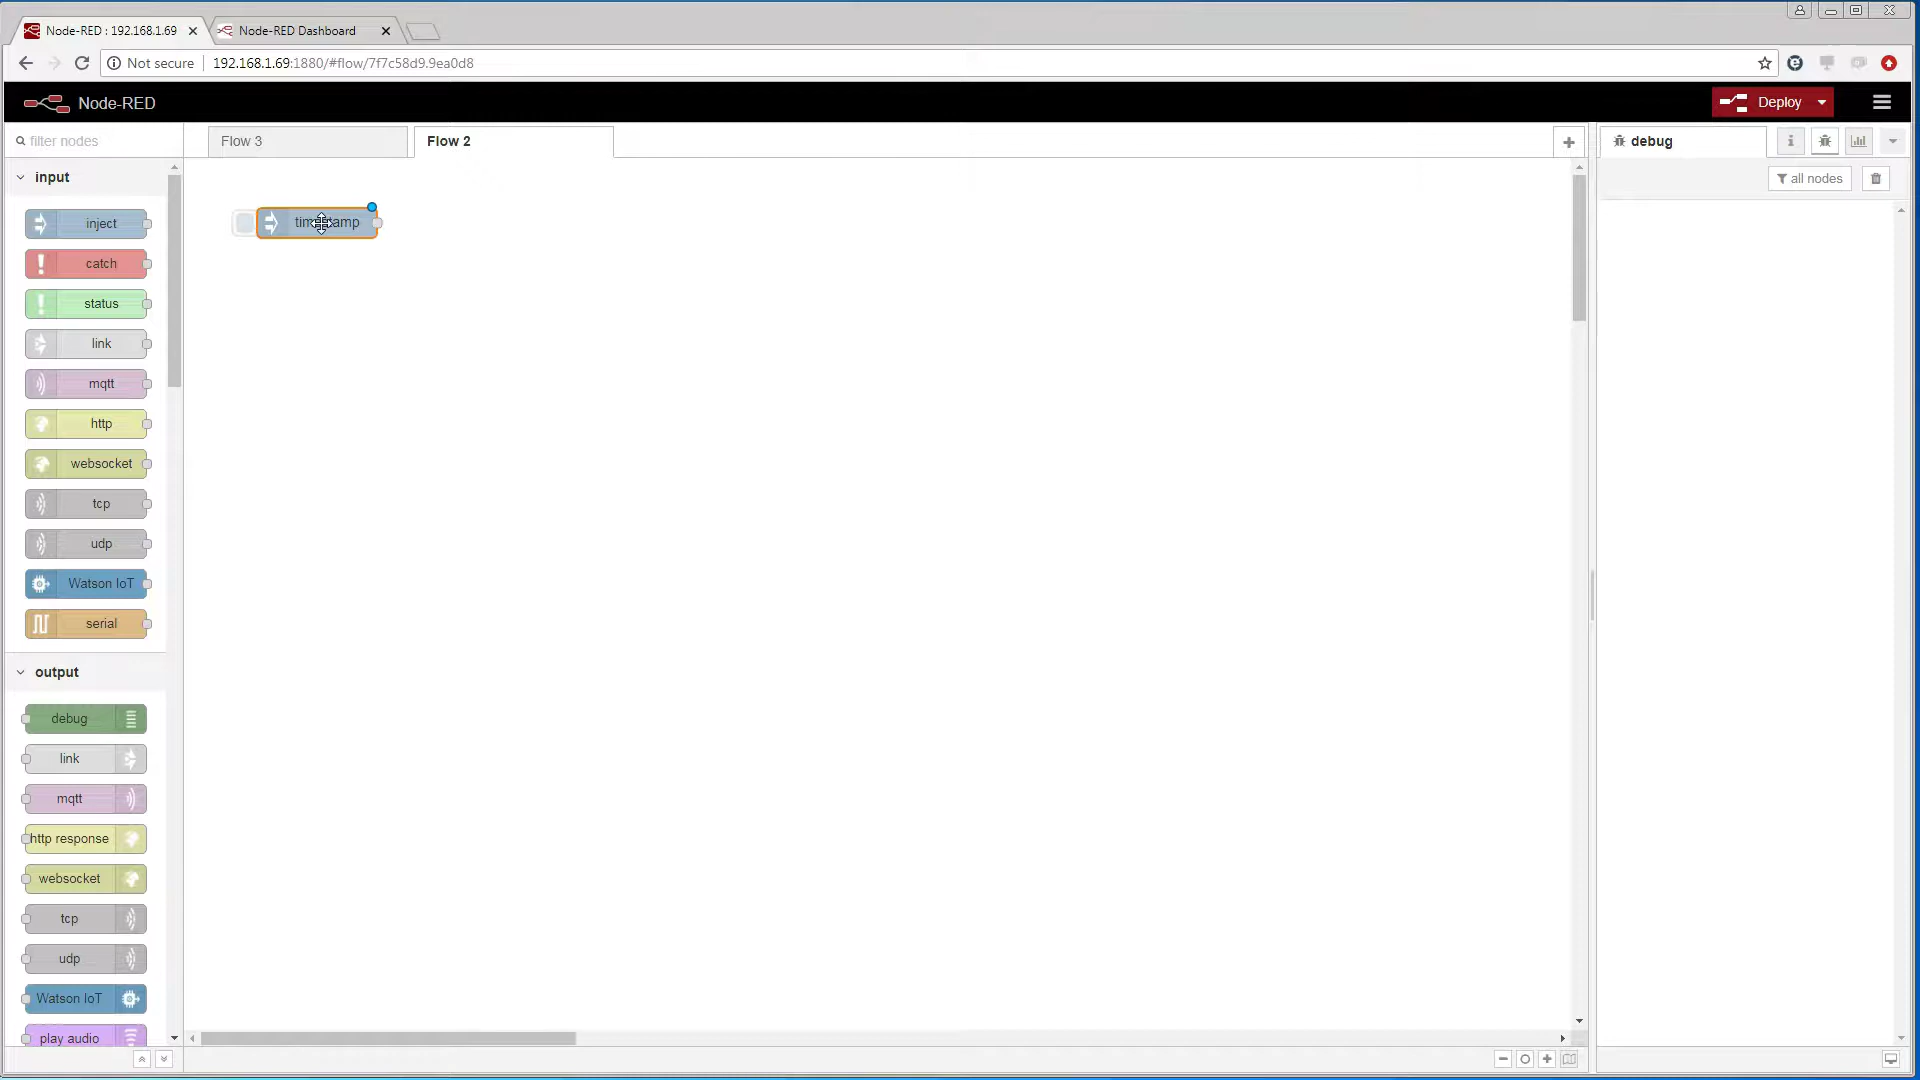 Node-RED : 192.168.1.69
Node-RED Dashboard
Not secure
192.168.1.69:1880/#flow/7f7c58d9.9ea0d8
Node-RED
Deploy
filter nodes
Flow 3
Flow 2
debug
all nodes
input
inject
catch
status
link
mqtt
http
websocket
tcp
udp
Watson IoT
serial
output
debug
link
mqtt
http response
websocket
tcp
udp
Watson IoT
play audio
timestamp